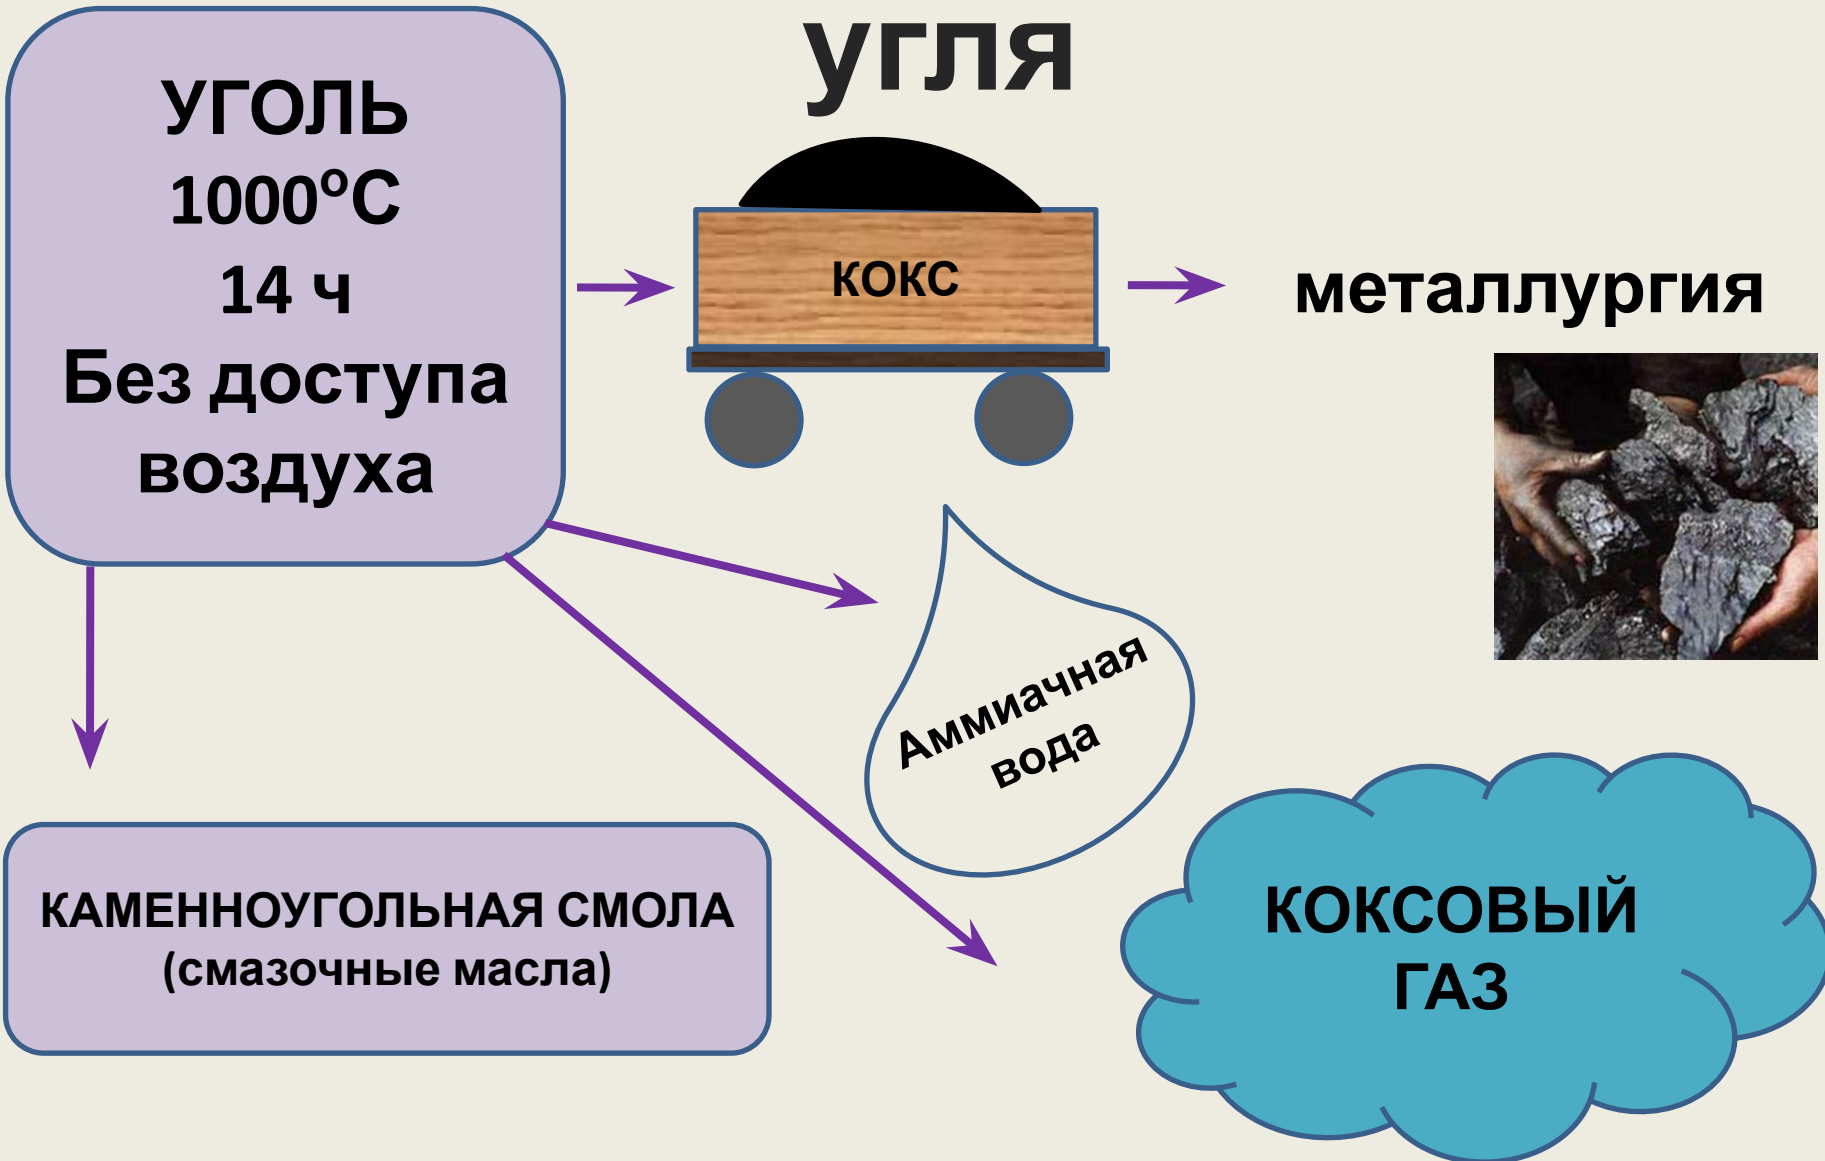 угля
УГОЛЬ
1000°С
14 ч
Без доступа
воздуха
КОКС
металлургия
Аммиачная
вода
КАМЕННОУГОЛЬНАЯ СМОЛА
(смазочные масла)
КОКСОВЫЙ
ГАЗ